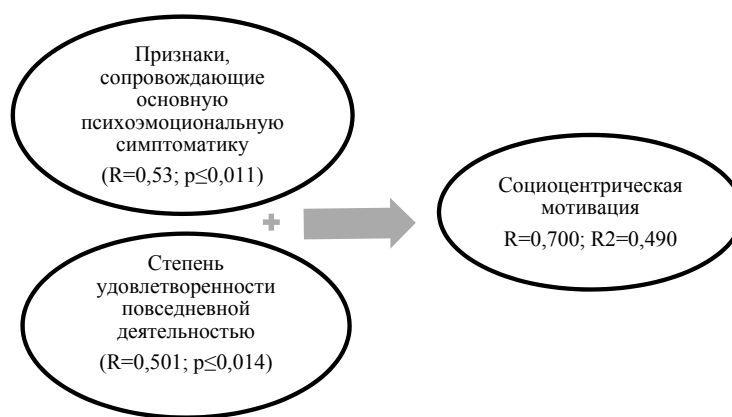 Признаки,
сопровождающие
основную
психоэмоциональную
симптоматику
(R=0,53; p≤0,011)
+
Степень
удовлетворенности
повседневной
деятельностью
(R=0,501; p≤0,014)
Социоцентрическая
мотивация
R=0,700; R2=0,490